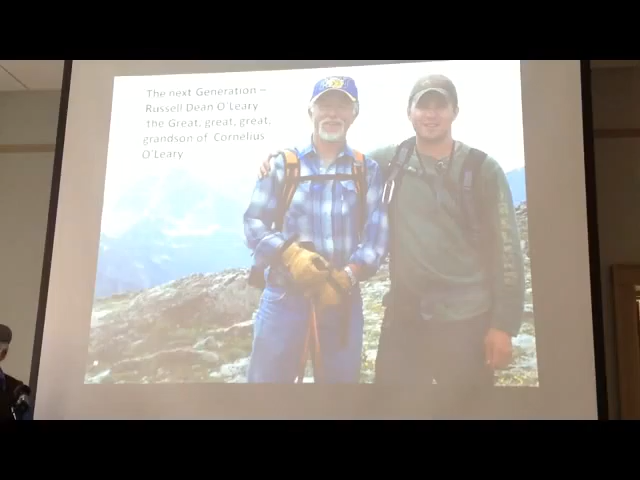 The next Generation –
Russell Dean O'Leary
the Great, great, great,
grandson of Cornelius
O'Leary